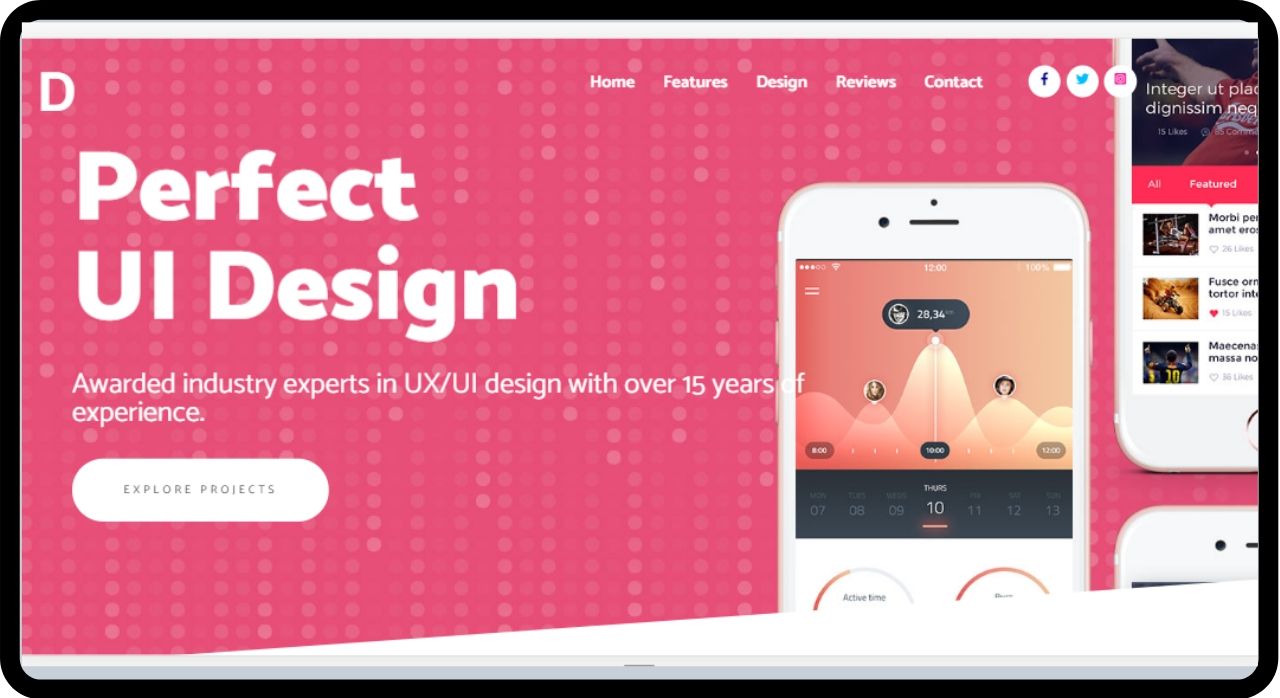 D
Home Features Design Reviews Contact
Perfect
UI Design
Awarded industry experts in UX/UI design with over 15 years of
experience.
EXPLORE PROJECTS
12:00
100%
28,34 km
8:00 10:00 12:00
THURS
MON TUES WEDS FRI SAT SUN
07 08 09 10 11 12 13
Active time
Integer ut plac
dignissim neq
15 Likes 85 Comme
All Featured
Morbi per
amet eros
26 Likes
Fusce orn
tortor inte
15 Likes
Maecena
massa no
36 Likes
10